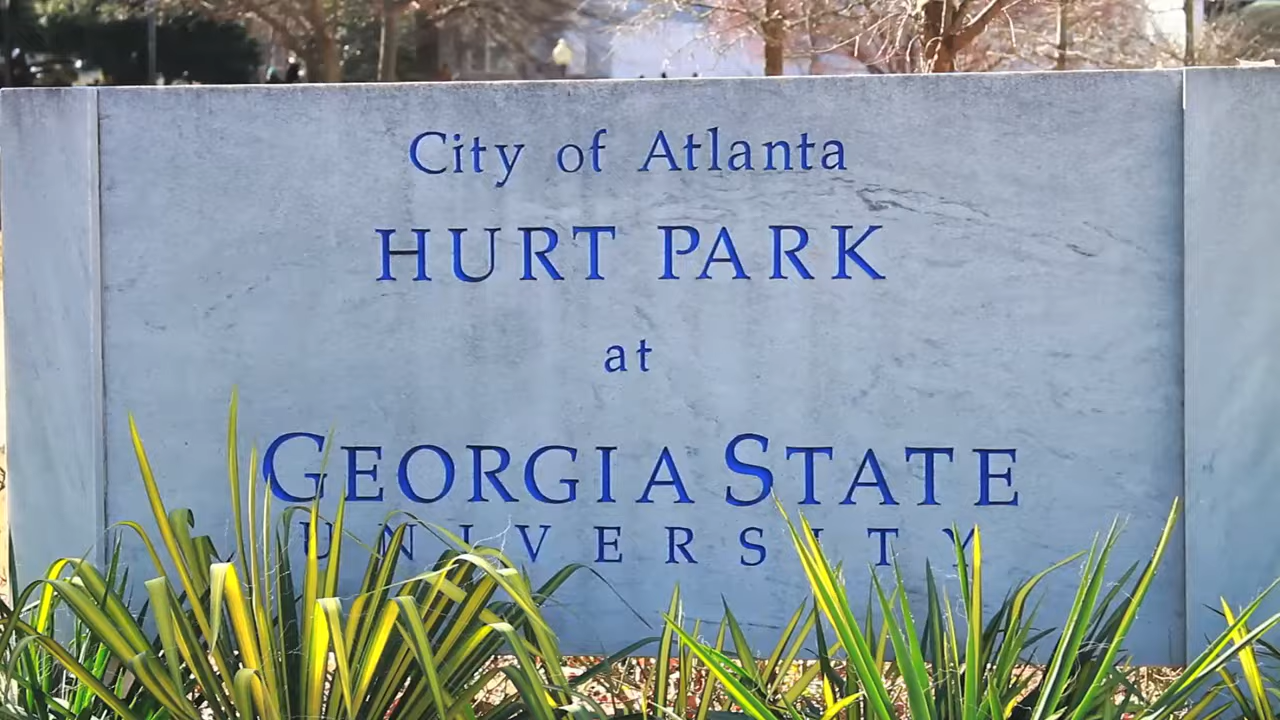 City of Atlanta
HURT PARK
at
GEORGIA STATE
UNIVERSITY